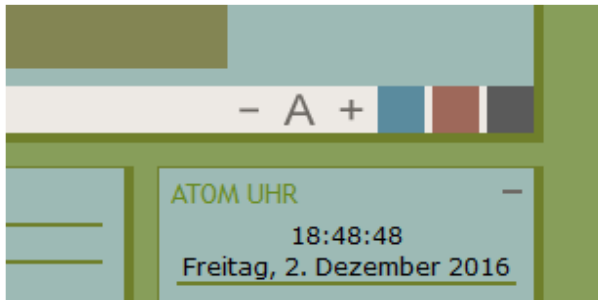 – A +
ATOM UHR –
18:48:48
Freitag, 2. Dezember 2016